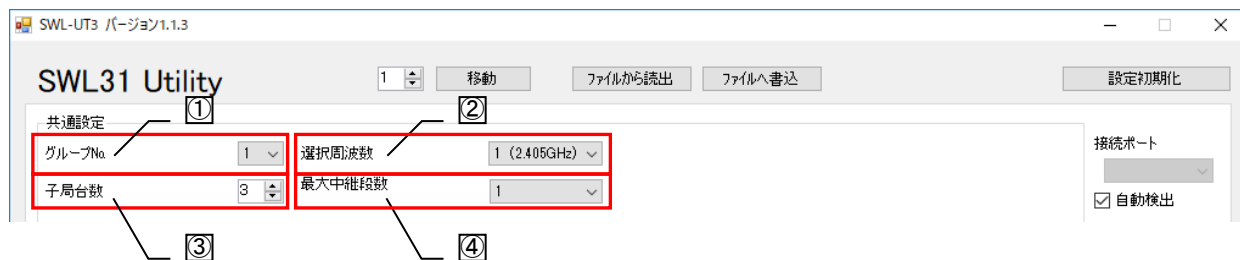 SWL-UT3 バージョン1.1.3
SWL31 Utility
1 移動 ファイルから読出 ファイルへ書込 設定初期化
① ②
共通設定
グループNo. 1 選択周波数 1 (2.405GHz) 接続ポート
子局台数 3 最大中継段数 1
自動検出
③ ④